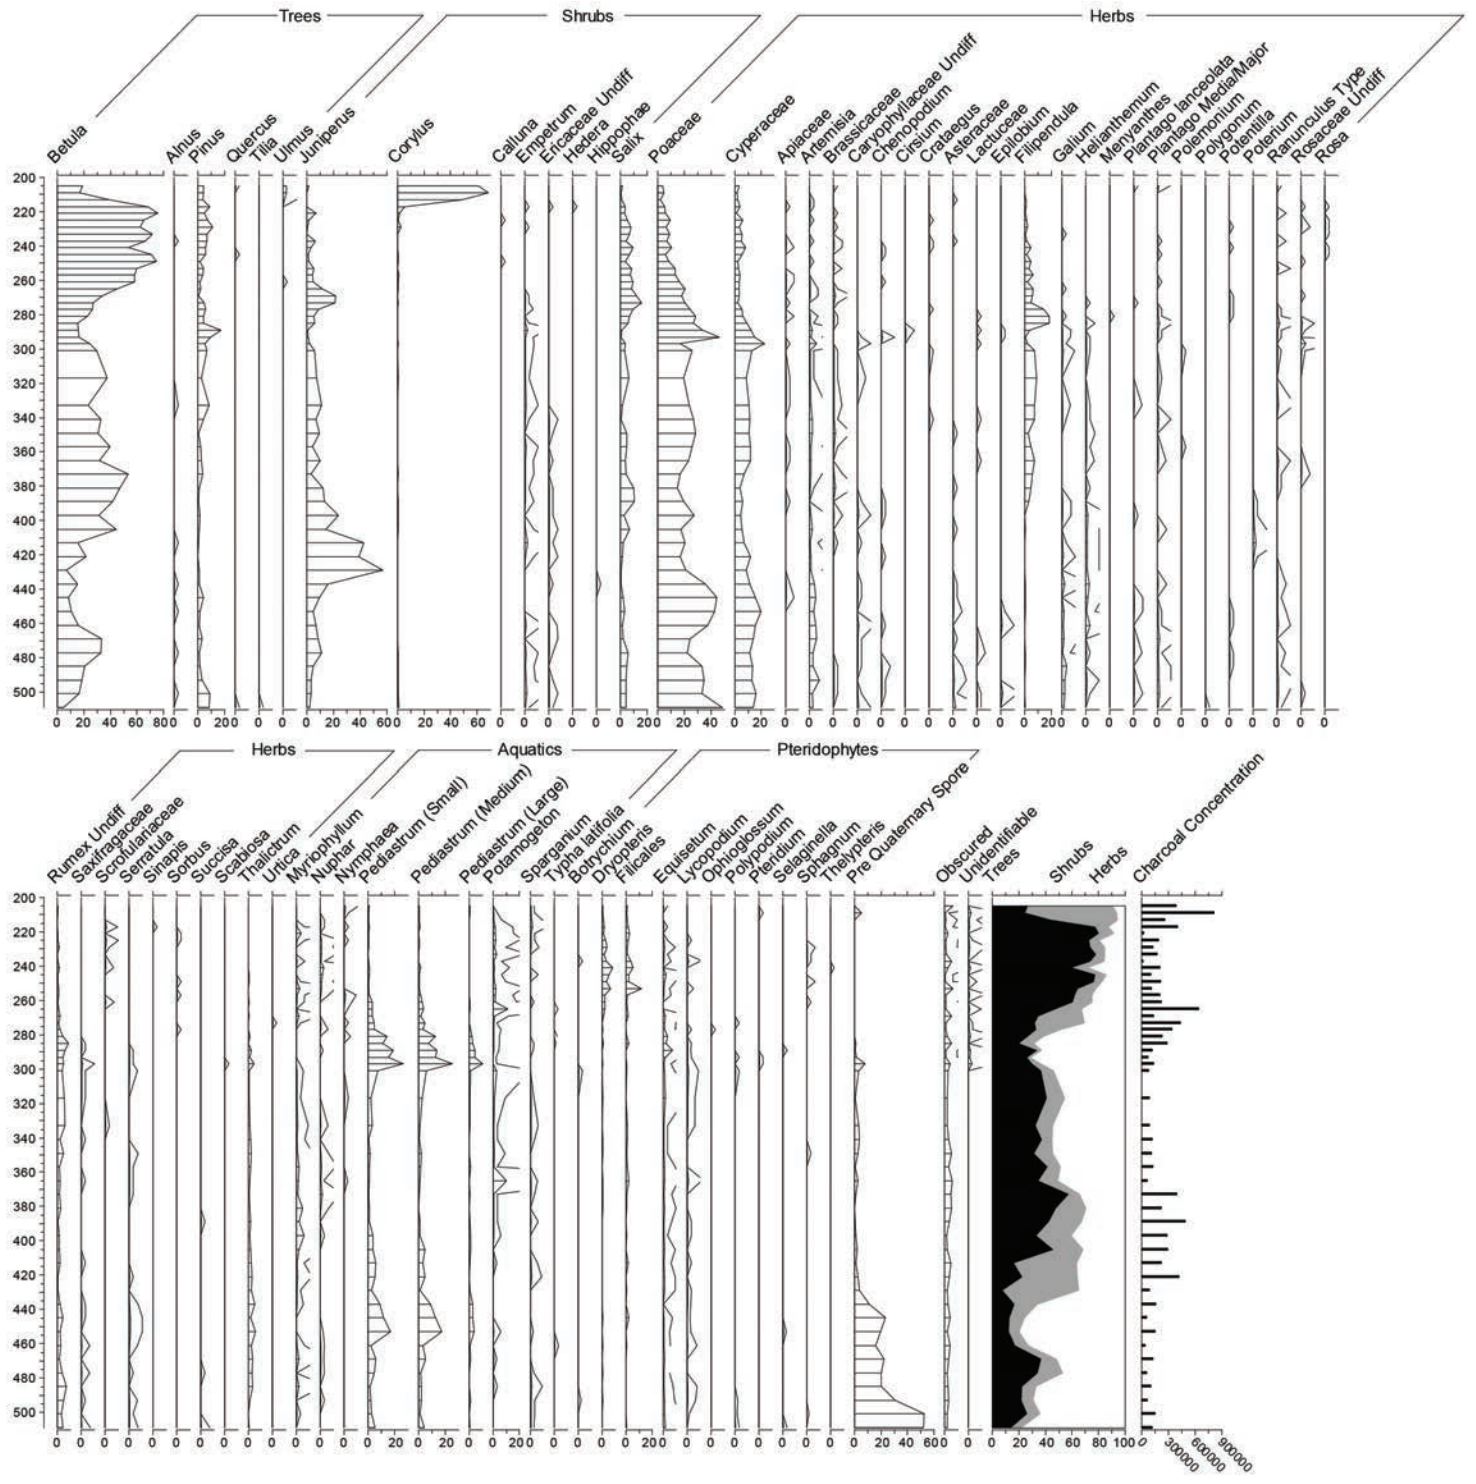 Trees Shrubs Herbs
Betula
Alnus
Pinus
Quercus
Tilia
Ulmus
Juniperus
Corylus
Calluna
Empetrum
Ericaceae Undiff
Hedera
Hippophae
Salix
Poaceae
Cyperaceae
Apiaceae
Artemisia
Brassicaceae
Caryophyllaceae Undiff
Chenopodium
Cirsium
Crataegus
Asteraceae
Lactuceae
Epilobium
Filipendula
Galium
Helianthemum
Menyanthes
Plantago lanceolata
Plantago Media/Major
Polemonium
Polygonum
Potentilla
Poterium
Ranunculus Type
Rosaceae Undiff
Rosa
200
220
240
260
280
300
320
340
360
380
400
420
440
460
480
500
0 20 40 60 80 0 0 20 0 0 0 0 20 40 60 0 20 40 60 0 0 0 0 0 0 20 0 20 40 0 20 0 0 0 0 0 0 0 0 0 0 0 20 0 0 0 0 0 0 0 0 0 0 0 0
Herbs Aquatics Pteridophytes
Rumex Undiff
Saxifragaceae
Scrofulariaceae
Serratula
Sinapis
Sorbus
Succisa
Scabiosa
Thalictrum
Urtica
Myriophyllum
Nuphar
Nymphaea
Pediastrum (Small)
Pediastrum (Medium)
Pediastrum (Large)
Potamogeton
Sparganium
Typha latifolia
Botrychium
Dryopteris
Filicales
Equisetum
Lycopodium
Ophioglossum
Polypodium
Pteridium
Selaginella
Sphagnum
Thelypteris
Pre Quaternary Spore
Obscured
Unidentifiable
Trees
Shrubs
Herbs
Charcoal Concentration
200
220
240
260
280
300
320
340
360
380
400
420
440
460
480
500
0 0 0 0 0 0 0 0 0 0 0 0 0 0 20 0 20 0 0 20 0 0 0 0 0 20 0 0 0 0 0 0 0 0 0 20 40 60 0 0 0 20 40 60 80 100 0 300000 600000 900000